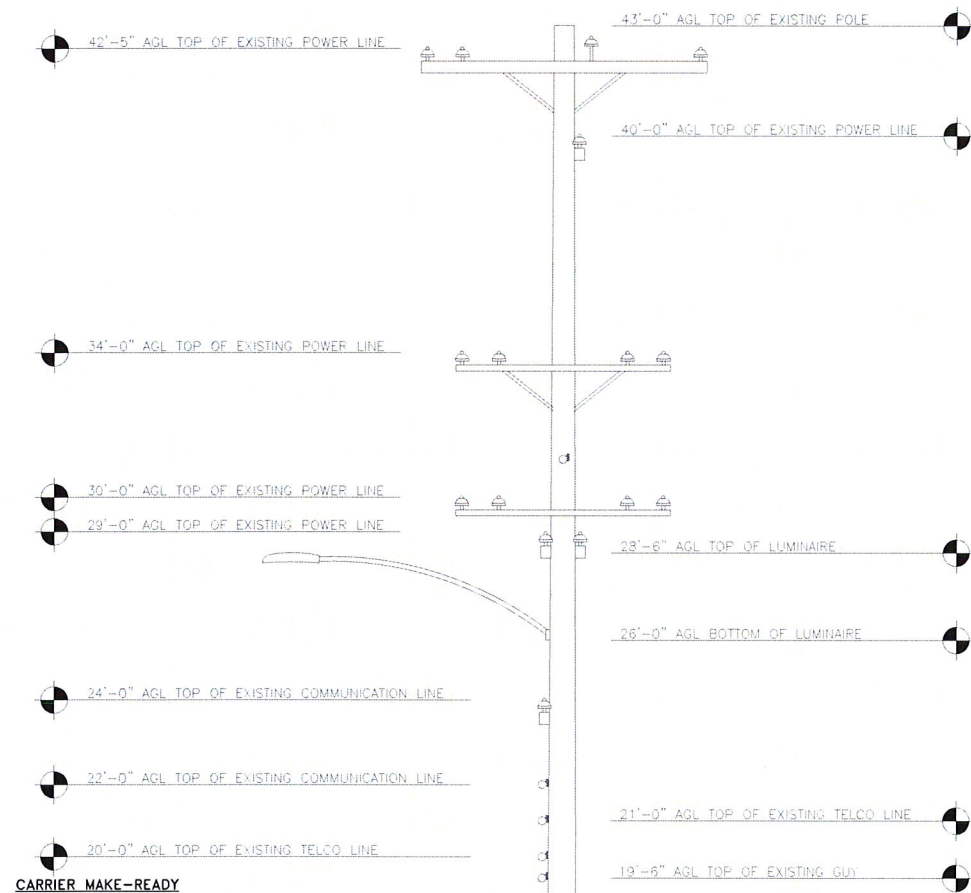 43'-0" AGL TOP OF EXISTING POLE
42'-5" AGL TOP OF EXISTING POWER LINE
40'-0" AGL TOP OF EXISTING POWER LINE
34'-0" AGL TOP OF EXISTING POWER LINE
30'-0" AGL TOP OF EXISTING POWER LINE
29'-0" AGL TOP OF EXISTING POWER LINE
28'-6" AGL TOP OF LUMINAIRE
26'-0" AGL BOTTOM OF LUMINAIRE
24'-0" AGL TOP OF EXISTING COMMUNICATION LINE
22'-0" AGL TOP OF EXISTING COMMUNICATION LINE
21'-0" AGL TOP OF EXISTING TELCO LINE
20'-0" AGL TOP OF EXISTING TELCO LINE
19'-6" AGL TOP OF EXISTING GUY
CARRIER MAKE-READY